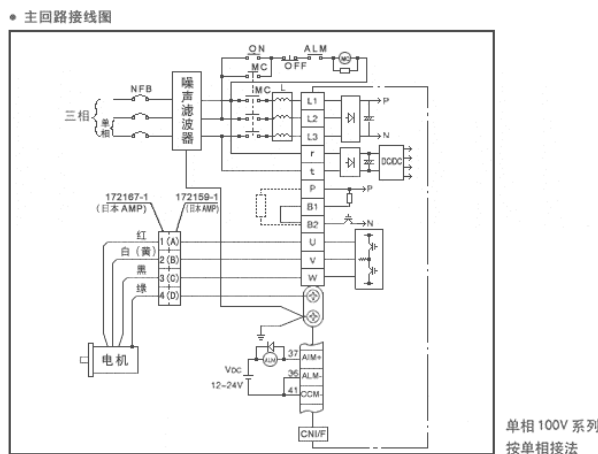 ● 主回路接线图
ON
ALM
MC
OFF
MC
NFB
MC
L
三相
单相
噪声滤波器
L1
P
L2
L3
N
r
t
DC/DC
P
P
B1
B2
N
172167-1
(日本AMP)
172159-1
(日本AMP)
红
1 (A)
U
白（黄）
2 (B)
V
黑
3 (C)
W
绿
4 (D)
电机
VDC
12~24V
ALM
37
AlM+
36
ALM-
41
CCM-
CNI/F
单相 100V 系列
按单相接法